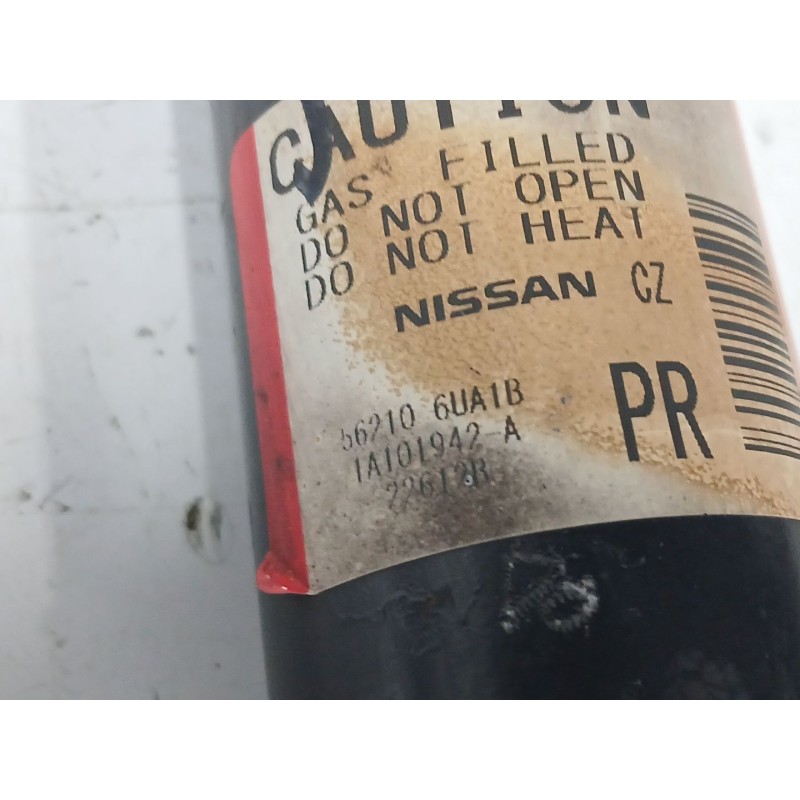 CAUTION
GAS FILLED
DO NOT OPEN
DO NOT HEAT
NISSAN CZ
PR
56210 6UA1B
1A101942-A
22612B